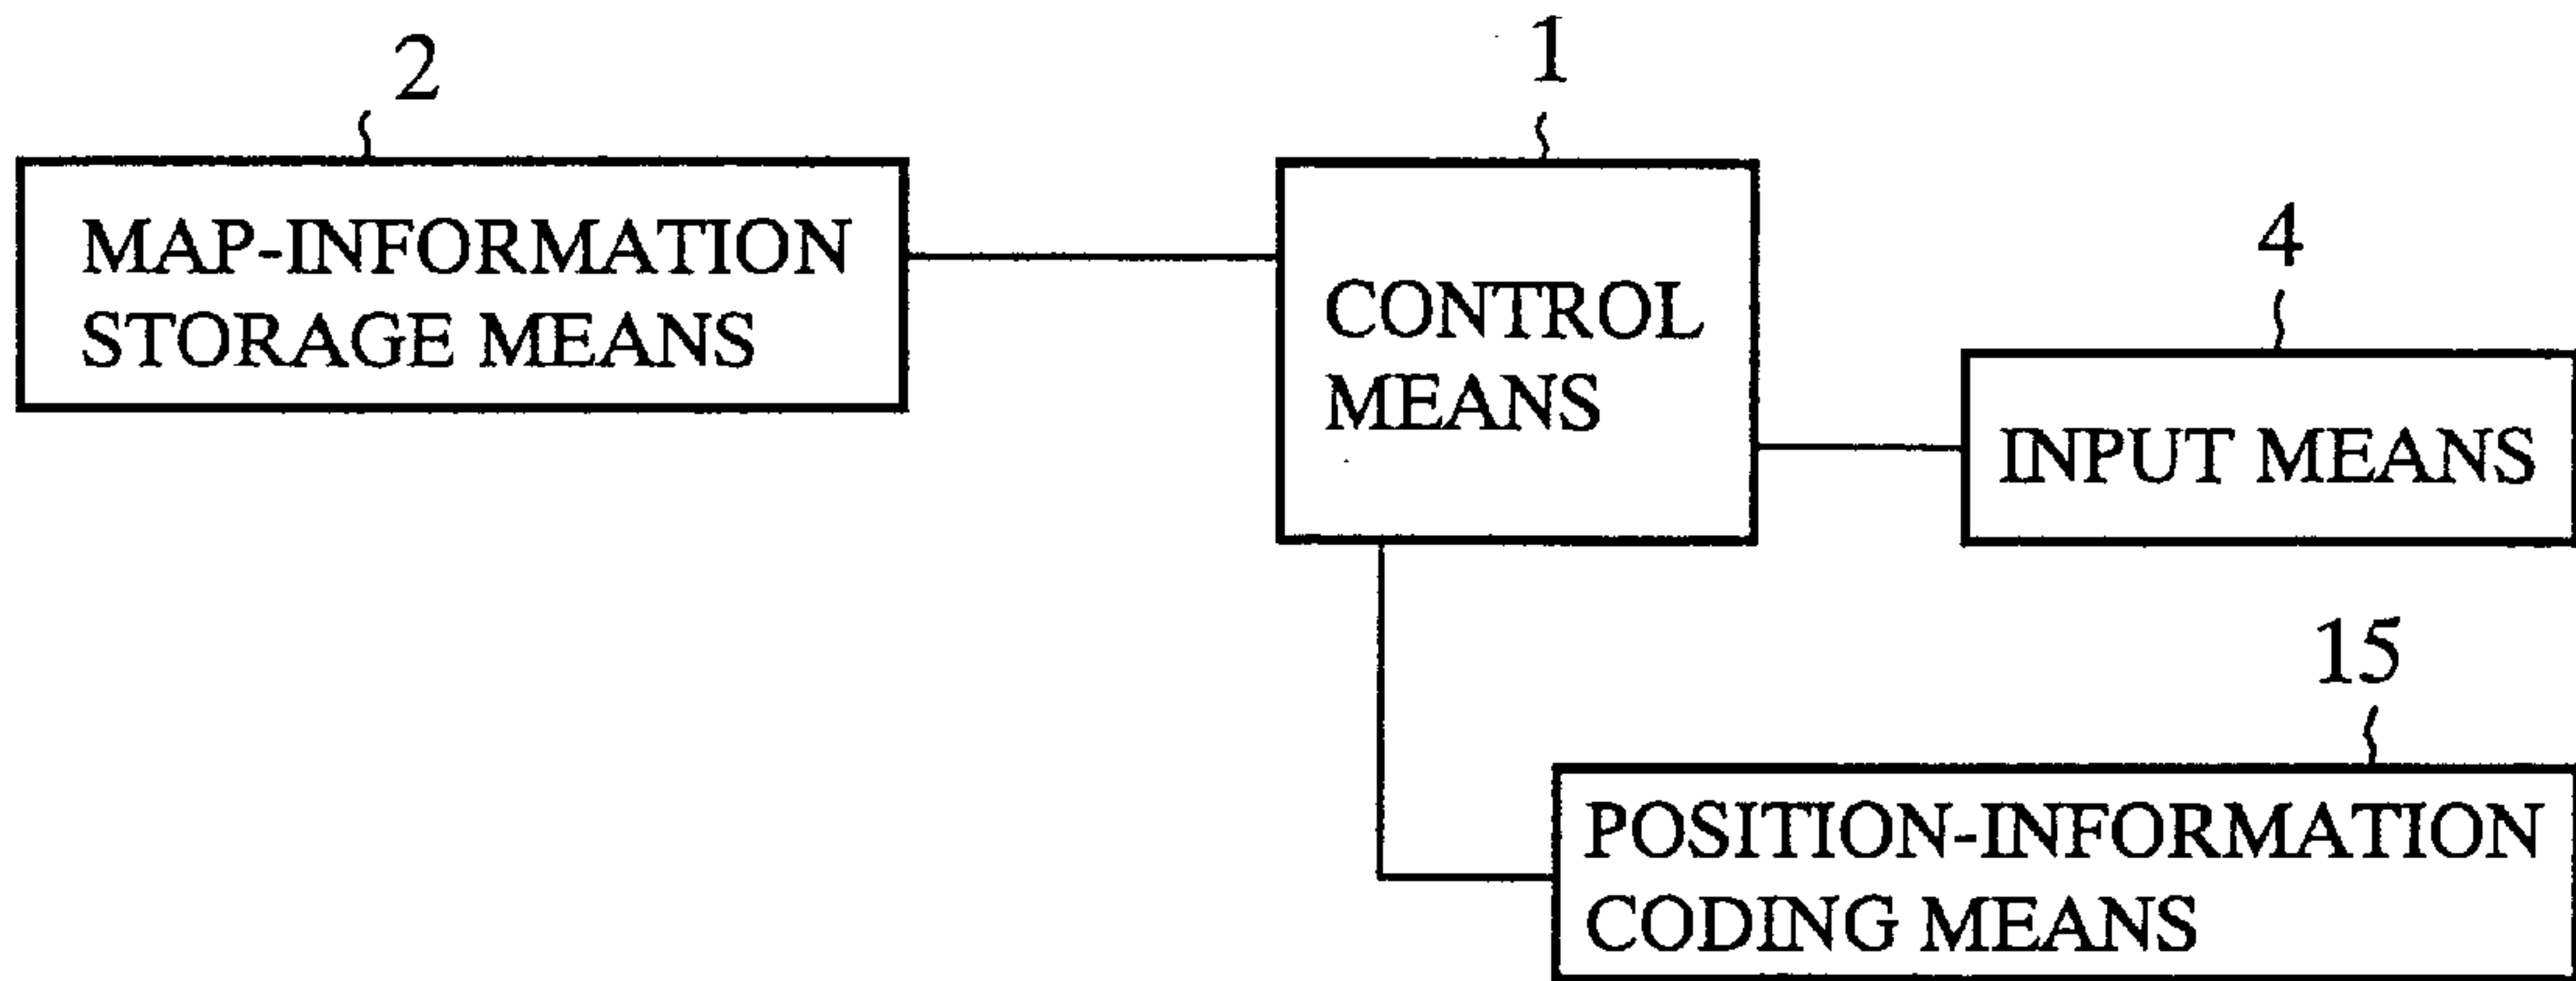 2
MAP-INFORMATION
STORAGE MEANS
1
CONTROL
MEANS
4
INPUT MEANS
15
POSITION-INFORMATION
CODING MEANS